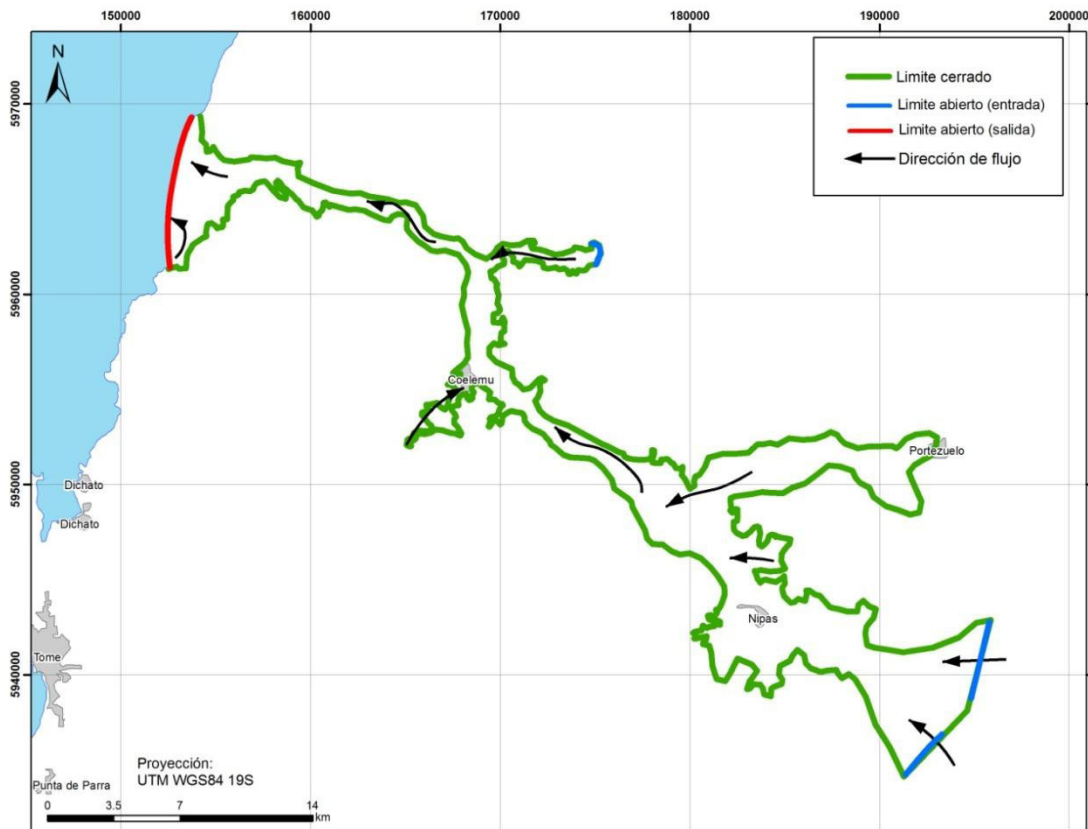 150000
160000
170000
180000
190000
200000
N
5970000
5960000
5950000
5940000
Limite cerrado
Limite abierto (entrada)
Limite abierto (salida)
Dirección de flujo
Coelemu
Portezuelo
Dichato
Dichato
Nipas
Tome
Punta de Parra
Proyección:
UTM WGS84 19S
0 3.5 7 14
km